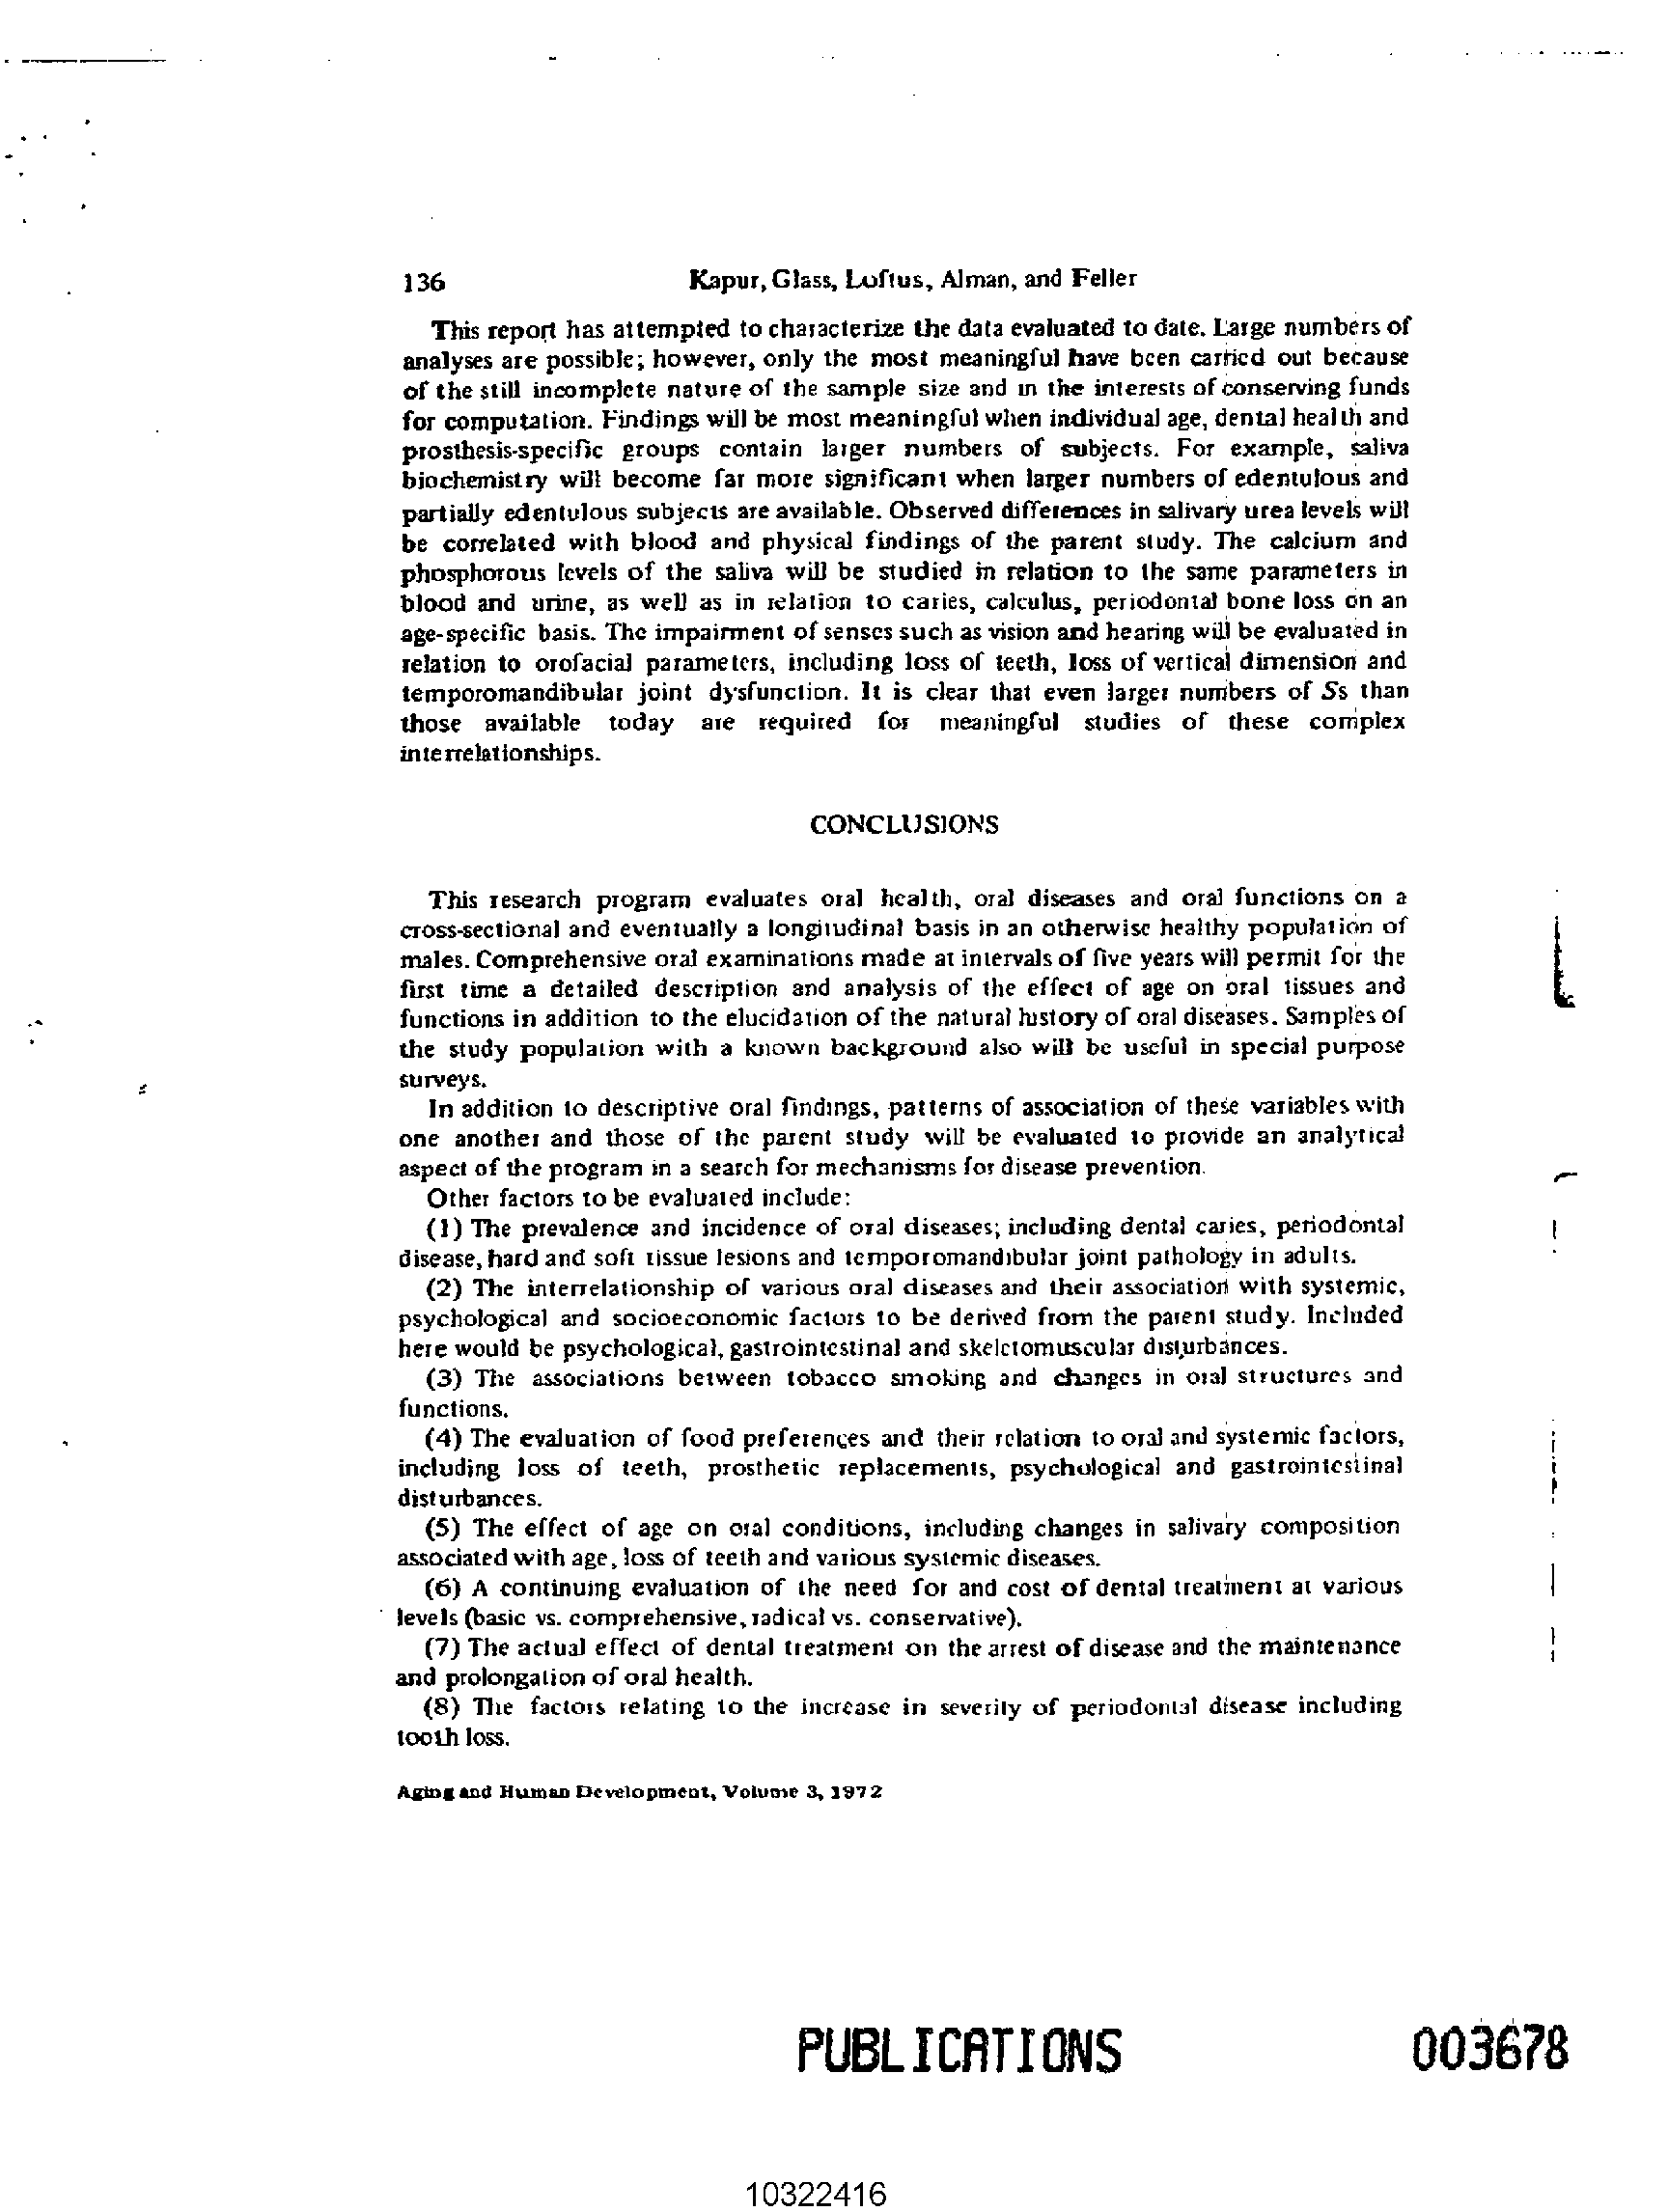 136 Kapur, Glass, Loftus, Alman, and Feller
This report has attempted to characterize the data evaluated to date. Large numbers of
analyses are possible; however, only the most meaningful have been carried out because
of the still incomplete nature of the sample size and in the interests of conserving funds
for computation. Findings will be most meaningful when individual age, dental health and
prosthesis-specific groups contain larger numbers of subjects. For example, saliva
biochemistry will become far more significant when larger numbers of edentulous and
partially edentulous subjects are available. Observed differences in salivary urea levels will
be correlated with blood and physical findings of the parent study. The calcium and
phosphorous levels of the saliva will be studied in relation to the same parameters in
blood and urine, as well as in relation to caries, calculus, periodontal bone loss on an
age-specific basis. The impairment of senses such as vision and hearing will be evaluated in
relation to orofacial parameters, including loss of teeth, loss of vertical dimension and
temporomandibular joint dysfunction. It is clear that even larger numbers of Ss than
those available today are required for meaningful studies of these complex
interrelationships.
CONCLUSIONS
This research program evaluates oral health, oral diseases and oral functions on a
cross-sectional and eventually a longitudinal basis in an otherwise healthy population of
males. Comprehensive oral examinations made at intervals of five years will permit for the
first time a detailed description and analysis of the effect of age on oral tissues and
functions in addition to the elucidation of the natural history of oral diseases. Samples of
the study population with a known background also will be useful in special purpose
surveys.
In addition to descriptive oral findings, patterns of association of these variables with
one another and those of the parent study will be evaluated to provide an analytical
aspect of the program in a search for mechanisms for disease prevention.
Other factors to be evaluated include:
(1) The prevalence and incidence of oral diseases; including dental caries, periodontal
disease, hard and soft tissue lesions and temporomandibular joint pathology in adults.
(2) The interrelationship of various oral diseases and their association with systemic,
psychological and socioeconomic factors to be derived from the parent study. Included
here would be psychological, gastrointestinal and skeletomuscular disturbances.
(3) The associations between tobacco smoking and changes in oral structures and
functions.
(4) The evaluation of food preferences and their relation to oral and systemic factors,
including loss of teeth, prosthetic replacements, psychological and gastrointestinal
disturbances.
(5) The effect of age on oral conditions, including changes in salivary composition
associated with age, loss of teeth and various systemic diseases.
(6) A continuing evaluation of the need for and cost of dental treatment at various
levels (basic vs. comprehensive, radical vs. conservative).
(7) The actual effect of dental treatment on the arrest of disease and the maintenance
and prolongation of oral health.
(8) The factors relating to the increase in severity of periodontal disease including
tooth loss.
Aging and Human Development, Volume 3, 1972
PUBLICATIONS 003678
10322416